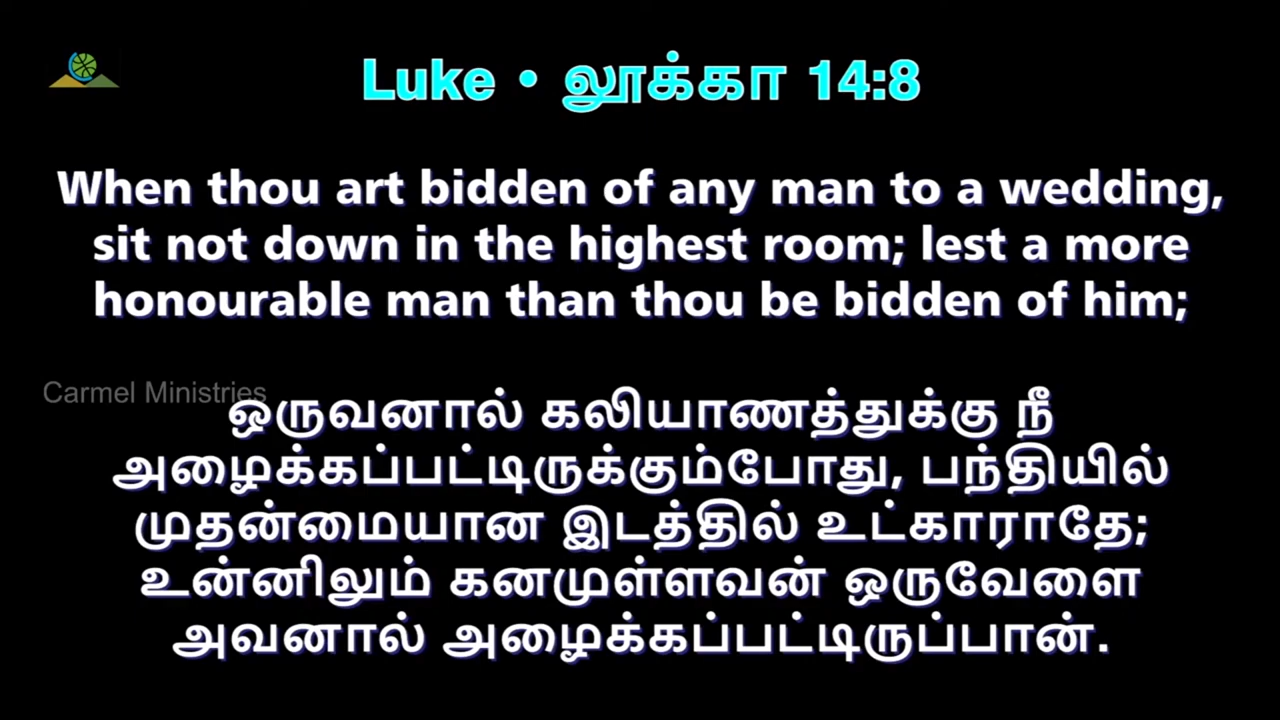 Luke • லூக்கா 14:8
When thou art bidden of any man to a wedding,
sit not down in the highest room; lest a more
honourable man than thou be bidden of him;
Carmel Ministries
ஒருவனால் கலியாணத்துக்கு நீ
அழைக்கப்பட்டிருக்கும்போது, பந்தியில்
முதன்மையான இடத்தில் உட்காராதே;
உன்னிலும் கனமுள்ளவன் ஒருவேளை
அவனால் அழைக்கப்பட்டிருப்பான்.